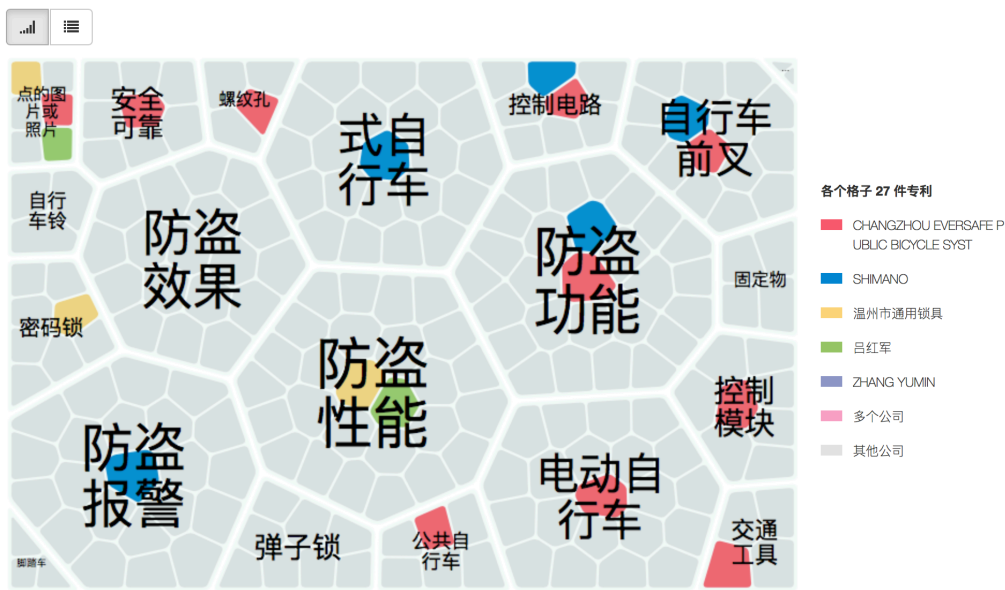 点的图
片或
照片
安全
可靠
螺纹孔
式自
行车
控制电路
自行车
前叉
自行
车铃
防盗
效果
防盗
功能
固定物
密码锁
防盗
性能
控制
模块
防盗
报警
电动自
行车
弹子锁
公共自
行车
交通
工具
脚踏车
各个格子 27 件专利
CHANGZHOU EVERSAFE P
UBLIC BICYCLE SYST
SHIMANO
温州市通用锁具
吕红军
ZHANG YUMIN
多个公司
其他公司